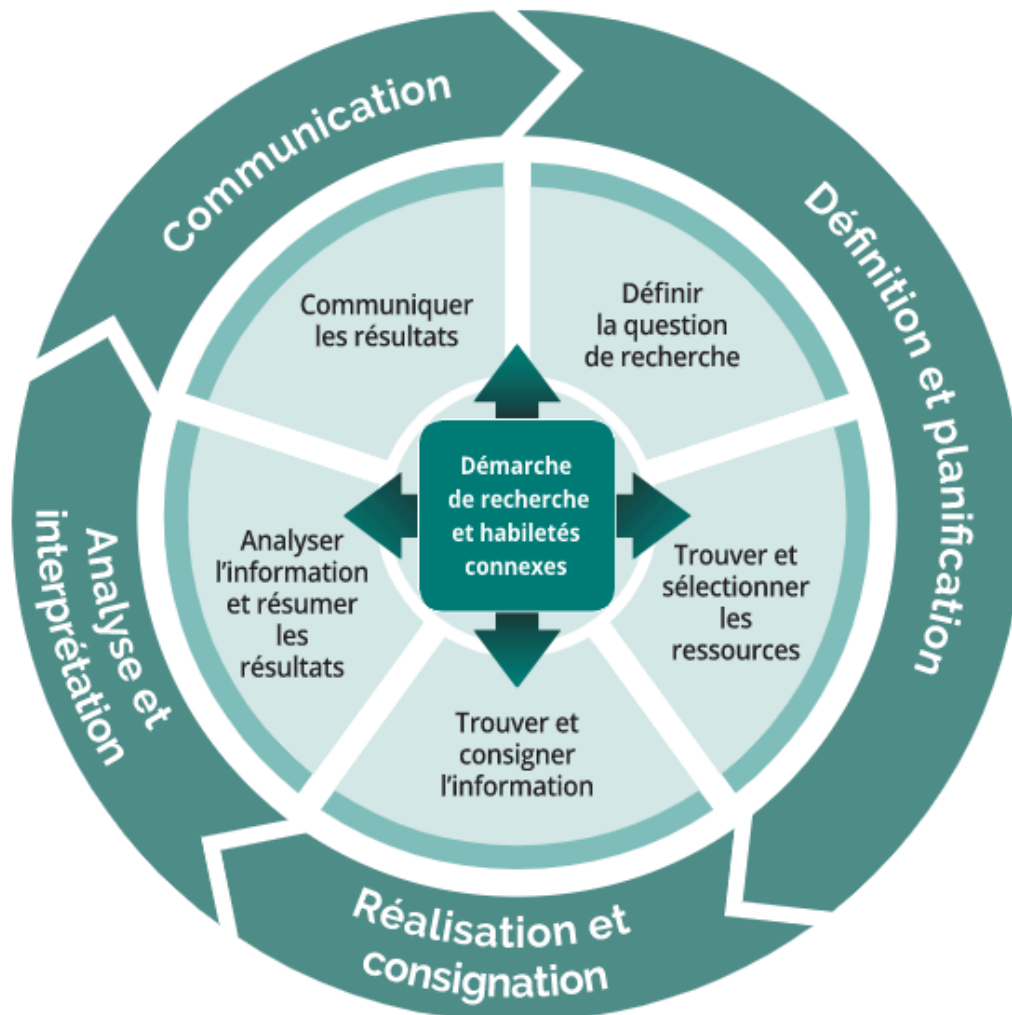 Communication
Définition et planification
Réalisation et
consignation
Analyse et
interprétation
Communiquer
les résultats
Définir
la question
de recherche
Trouver et
sélectionner
les
ressources
Trouver et
consigner
l'information
Analyser
l'information
et résumer
les
résultats
Démarche
de recherche
et habiletés
connexes